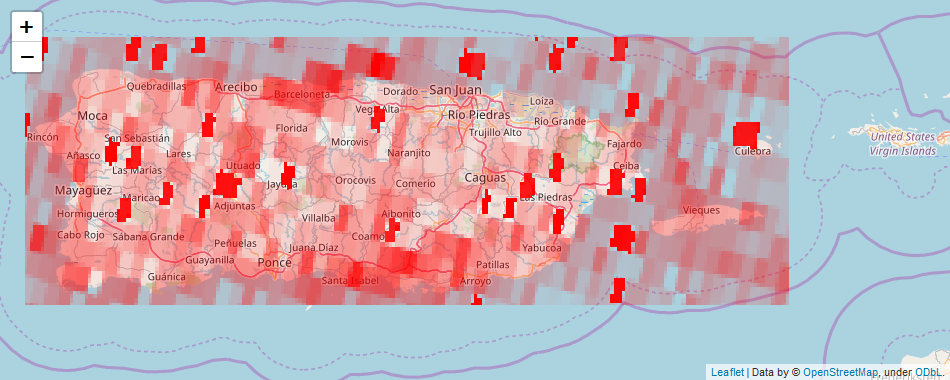 +
−
Quebradillas
Arecibo
Barceloneta
Dorado
San Juan
Loíza
Moca
Vega Alta
Río Piedras
Río Grande
Rincón
San Sebastián
Florida
Morovis
Trujillo Alto
Fajardo
Culebra
United States
Virgin Islands
Añasco
Lares
Naranjito
Las Marías
Utuado
Ceiba
Mayagüez
Maricao
Jayuya
Orocovis
Comerío
Caguas
Las Piedras
Hormigueros
Adjuntas
Villalba
Aibonito
Vieques
Cabo Rojo
Sábana Grande
Peñuelas
Juana Díaz
Coamo
Yabucoa
Guayanilla
Ponce
Patillas
Guánica
Santa Isabel
Arroyo
Leaflet | Data by © OpenStreetMap, under ODbL.